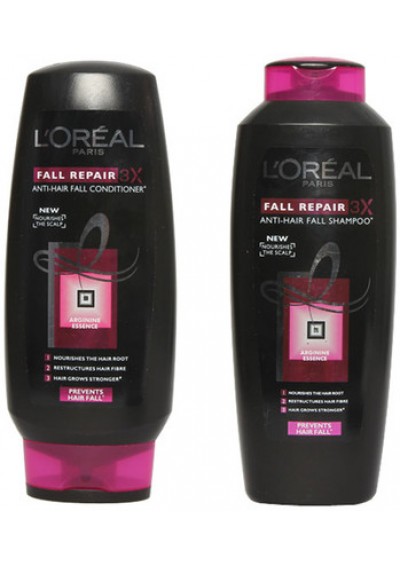 L'ORÉAL
PARIS
FALL REPAIR 3X
ANTI-HAIR FALL CONDITIONER*
NEW
NOURISHES
THE SCALP
ARGININE
ESSENCE
1 NOURISHES THE HAIR ROOT
2 RESTRUCTURES HAIR FIBRE
3 HAIR GROWS STRONGER*
PREVENTS
HAIR FALL*
L'ORÉAL
PARIS
FALL REPAIR 3X
ANTI-HAIR FALL SHAMPOO*
NEW
NOURISHES
THE SCALP
ARGININE
ESSENCE
1 NOURISHES THE HAIR ROOT
2 RESTRUCTURES HAIR FIBRE
3 HAIR GROWS STRONGER*
PREVENTS
HAIR FALL*